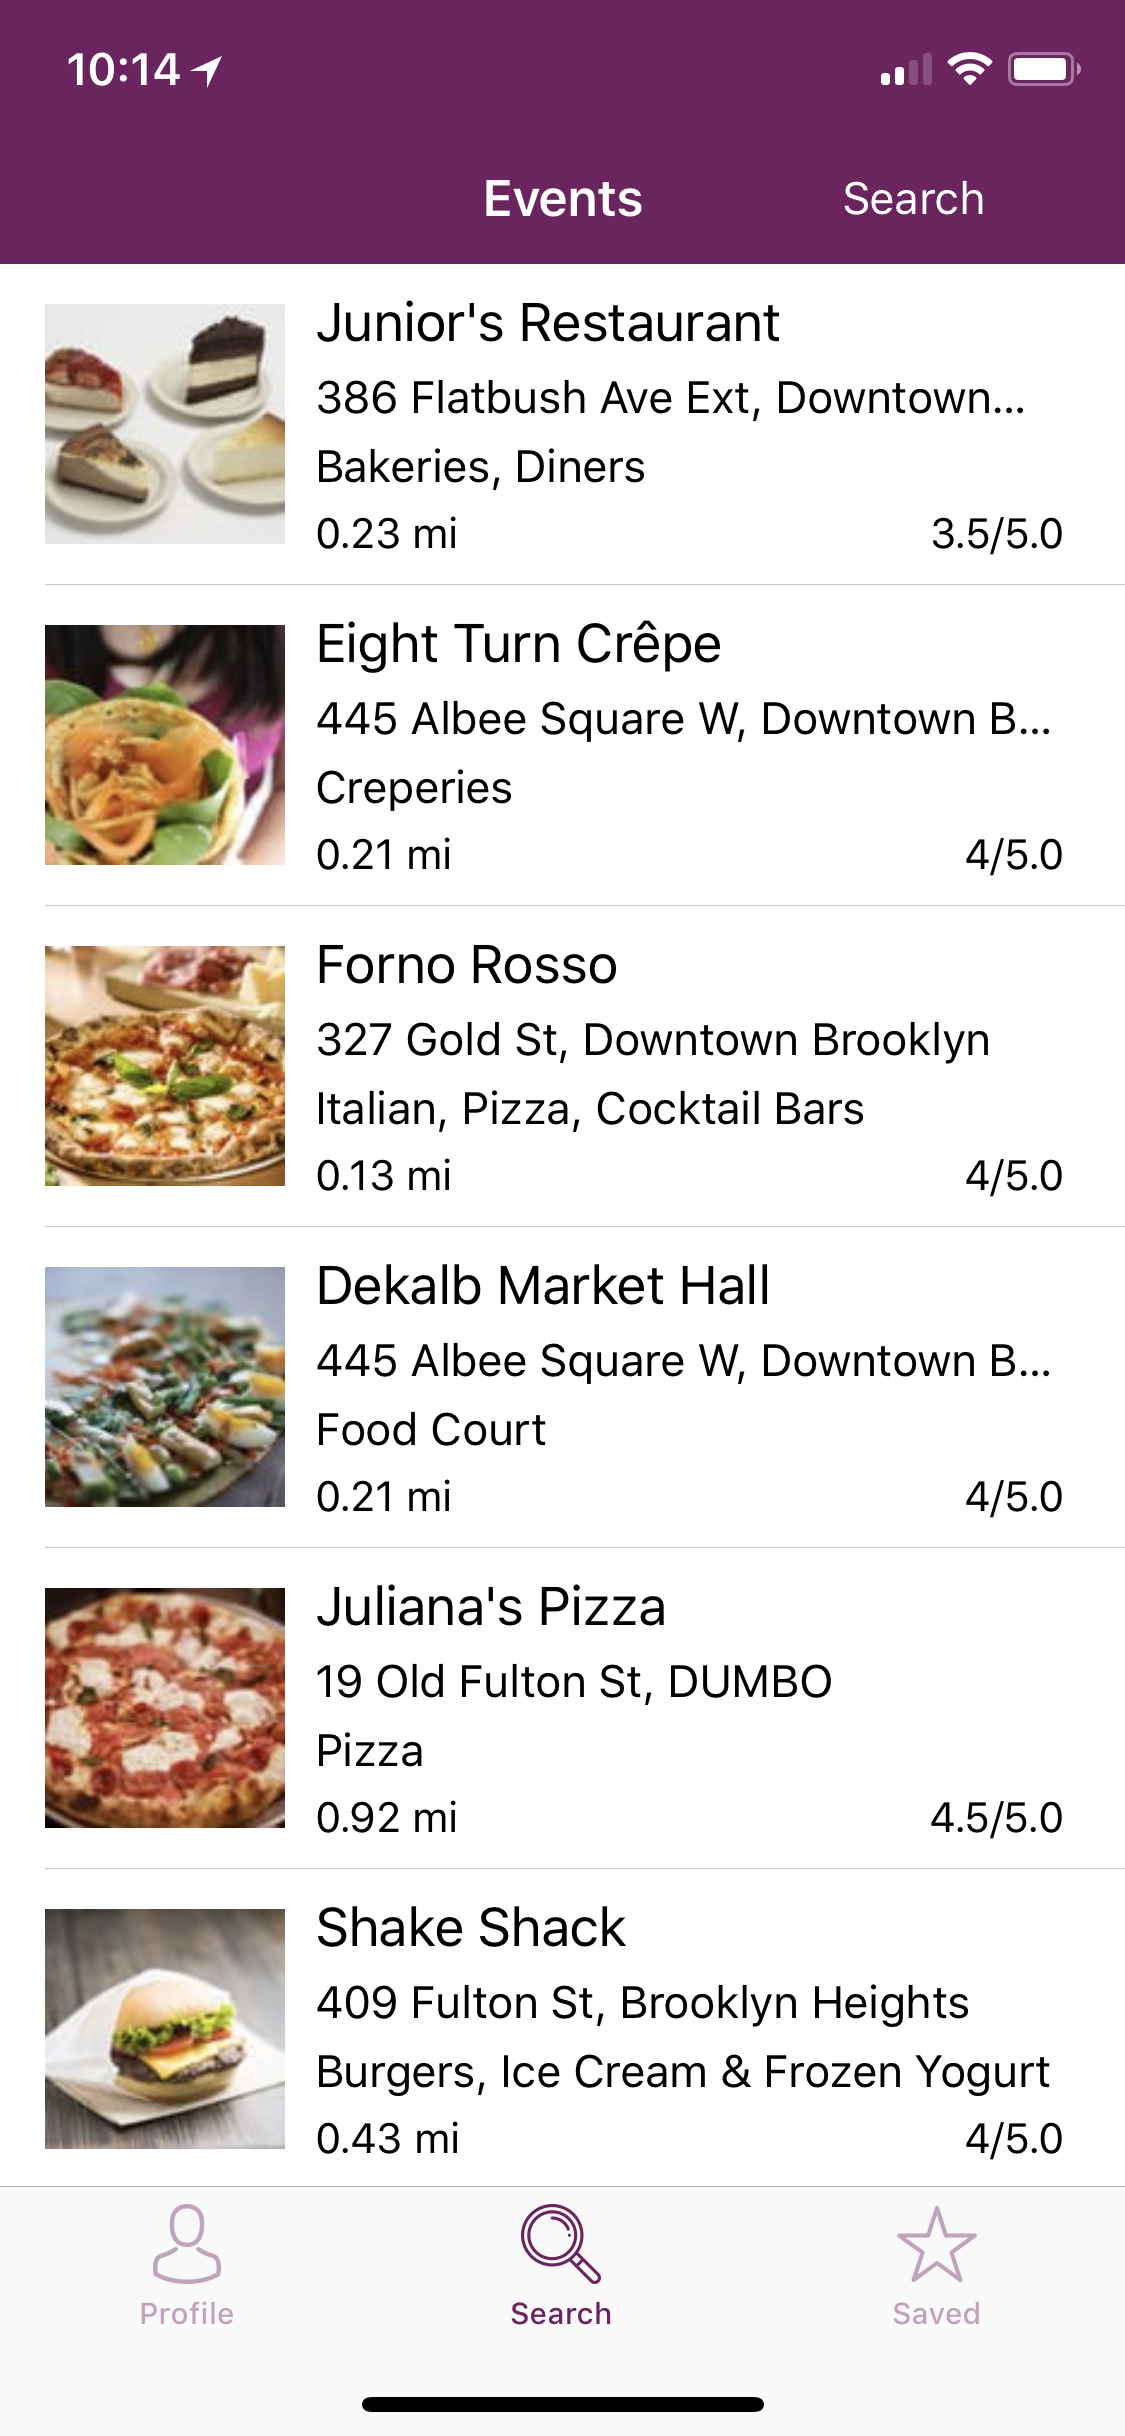 10:14
Events
Search
Junior's Restaurant
386 Flatbush Ave Ext, Downtown...
Bakeries, Diners
0.23 mi
3.5/5.0
Eight Turn Crêpe
445 Albee Square W, Downtown B...
Creperies
0.21 mi
4/5.0
Forno Rosso
327 Gold St, Downtown Brooklyn
Italian, Pizza, Cocktail Bars
0.13 mi
4/5.0
Dekalb Market Hall
445 Albee Square W, Downtown B...
Food Court
0.21 mi
4/5.0
Juliana's Pizza
19 Old Fulton St, DUMBO
Pizza
0.92 mi
4.5/5.0
Shake Shack
409 Fulton St, Brooklyn Heights
Burgers, Ice Cream & Frozen Yogurt
0.43 mi
4/5.0
Profile
Search
Saved